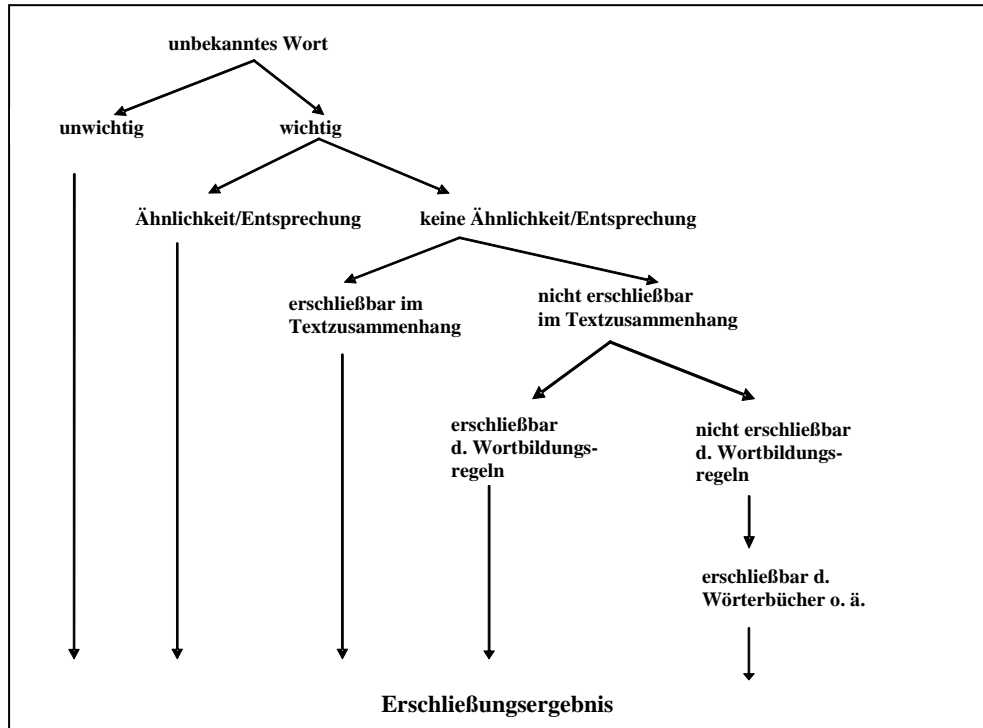 unbekanntes Wort
unwichtig
wichtig
Ähnlichkeit/Entsprechung
keine Ähnlichkeit/Entsprechung
erschließbar im
Textzusammenhang
nicht erschließbar
im Textzusammenhang
erschließbar
d. Wortbildungs-
regeln
nicht erschließbar
d. Wortbildungs-
regeln
erschließbar d.
Wörterbücher o. ä.
Erschließungsergebnis